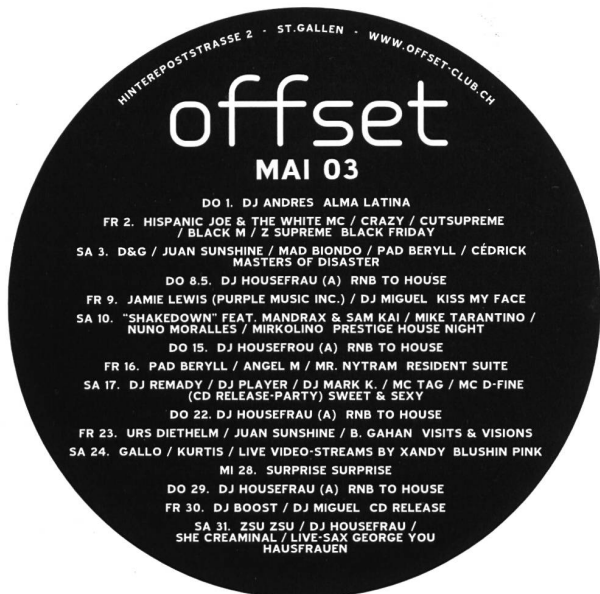 HINTEREPOSTSTRASSE 2 - ST.GALLEN - WWW.OFFSET-CLUB.CH
offset
MAI 03
DO 1. DJ ANDRES ALMA LATINA
FR 2. HISPANIC JOE & THE WHITE MC / CRAZY / CUTSUPREME
/ BLACK M / Z SUPREME BLACK FRIDAY
SA 3. D&G / JUAN SUNSHINE / MAD BIONDO / PAD BERYLL / CÉDRICK
MASTERS OF DISASTER
DO 8.5. DJ HOUSEFRAU (A) RNB TO HOUSE
FR 9. JAMIE LEWIS (PURPLE MUSIC INC.) / DJ MIGUEL KISS MY FACE
SA 10. "SHAKEDOWN" FEAT. MANDRAX & SAM KAI / MIKE TARANTINO /
NUNO MORALLES / MIRKOLINO PRESTIGE HOUSE NIGHT
DO 15. DJ HOUSEFROU (A) RNB TO HOUSE
FR 16. PAD BERYLL / ANGEL M / MR. NYTRAM RESIDENT SUITE
SA 17. DJ REMADY / DJ PLAYER / DJ MARK K. / MC TAG / MC D-FINE
(CD RELEASE-PARTY) SWEET & SEXY
DO 22. DJ HOUSEFRAU (A) RNB TO HOUSE
FR 23. URS DIETHELM / JUAN SUNSHINE / B. GAHAN VISITS & VISIONS
SA 24. GALLO / KURTIS / LIVE VIDEO-STREAMS BY XANDY BLUSHIN PINK
MI 28. SURPRISE SURPRISE
DO 29. DJ HOUSEFRAU (A) RNB TO HOUSE
FR 30. DJ BOOST / DJ MIGUEL CD RELEASE
SA 31. ZSU ZSU / DJ HOUSEFRAU /
SHE CREAMINAL / LIVE-SAX GEORGE YOU
HAUSFRAUEN